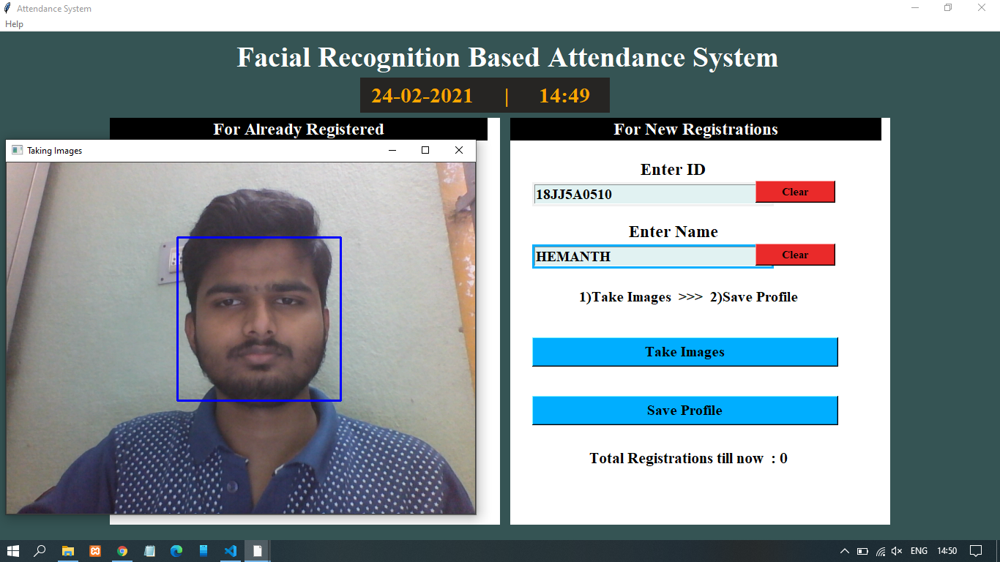 Attendance System
Help
Facial Recognition Based Attendance System
24-02-2021 | 14:49
For Already Registered
Taking Images
For New Registrations
Enter ID
18JJ5A0510 Clear
Enter Name
HEMANTH Clear
1)Take Images >>> 2)Save Profile
Take Images
Save Profile
Total Registrations till now : 0
ENG 14:50